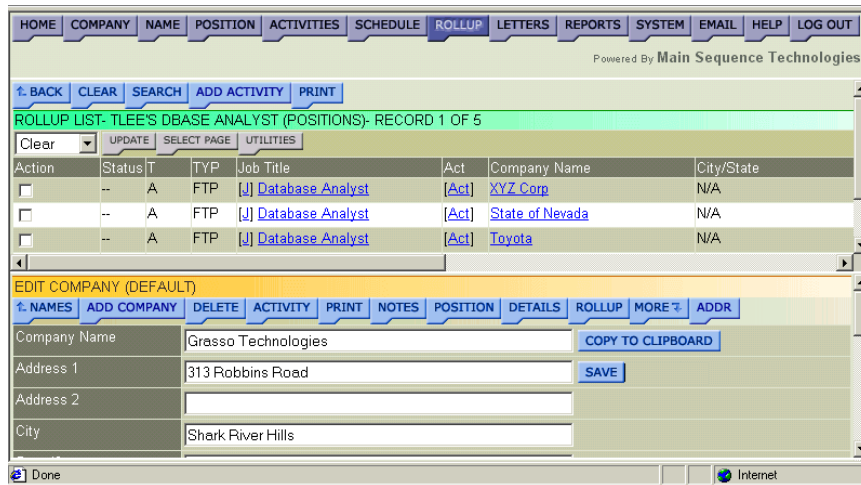 HOME COMPANY NAME POSITION ACTIVITIES SCHEDULE ROLLUP LETTERS REPORTS SYSTEM EMAIL HELP LOG OUT
Powered By Main Sequence Technologies
BACK CLEAR SEARCH ADD ACTIVITY PRINT
ROLLUP LIST- TLEE'S DBASE ANALYST (POSITIONS)- RECORD 1 OF 5
Clear UPDATE SELECT PAGE UTILITIES
Action Status T TYP Job Title Act Company Name City/State
-- A FTP [J] Database Analyst [Act] XYZ Corp N/A
-- A FTP [J] Database Analyst [Act] State of Nevada N/A
-- A FTP [J] Database Analyst [Act] Toyota N/A
EDIT COMPANY (DEFAULT)
NAMES ADD COMPANY DELETE ACTIVITY PRINT NOTES POSITION DETAILS ROLLUP MORE ADDR
Company Name Grasso Technologies COPY TO CLIPBOARD
Address 1 313 Robbins Road SAVE
Address 2
City Shark River Hills
Done Internet